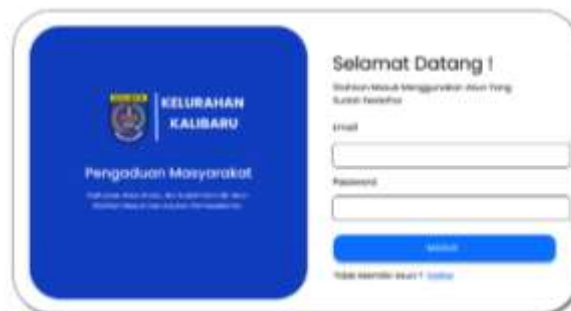 KELURAHAN
KALIBARU
Pengaduan Masyarakat
Selamat Datang !
Silahkan Masuk Menggunakan Akun Yang
Sudah Terdaftar
Email
Password
MASUK
Tidak Memiliki Akun ? Daftar